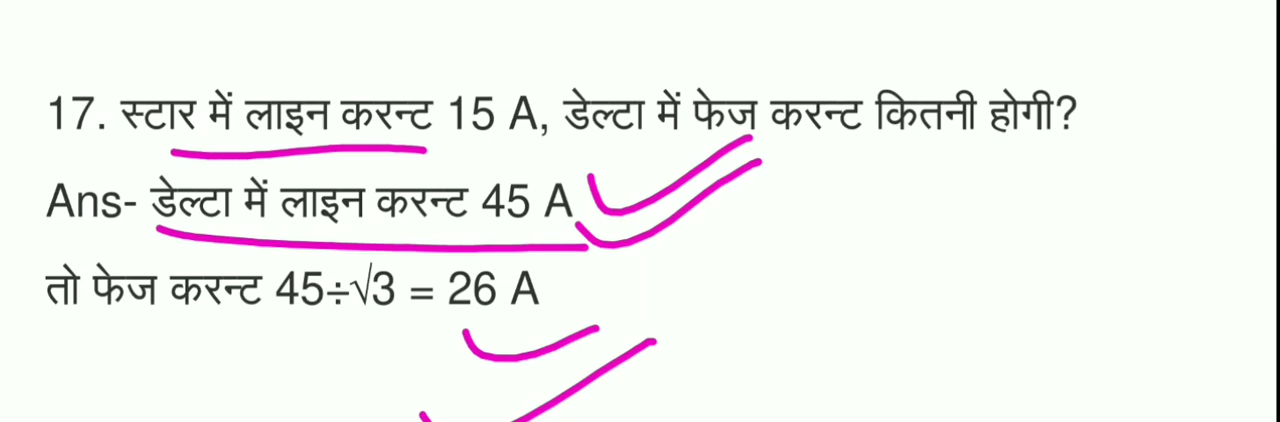 17. स्टार में लाइन करन्ट 15 A, डेल्टा में फेज करन्ट कितनी होगी?
Ans- डेल्टा में लाइन करन्ट 45 A
तो फेज करन्ट 45÷√3 = 26 A